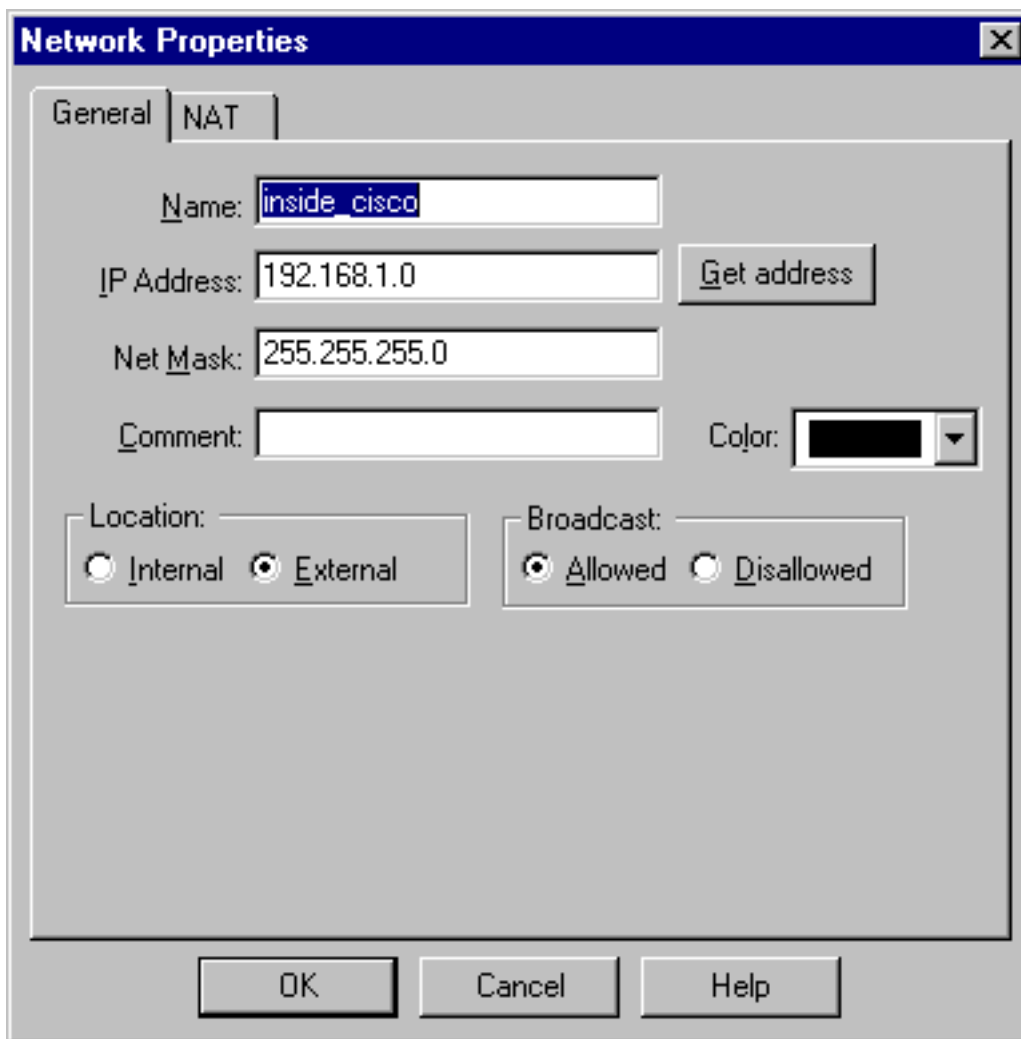 Network Properties
General NAT
Name: inside_cisco
IP Address: 192.168.1.0 Get address
Net Mask: 255.255.255.0
Comment: Color:
Location: Broadcast:
Internal External Allowed Disallowed
OK Cancel Help